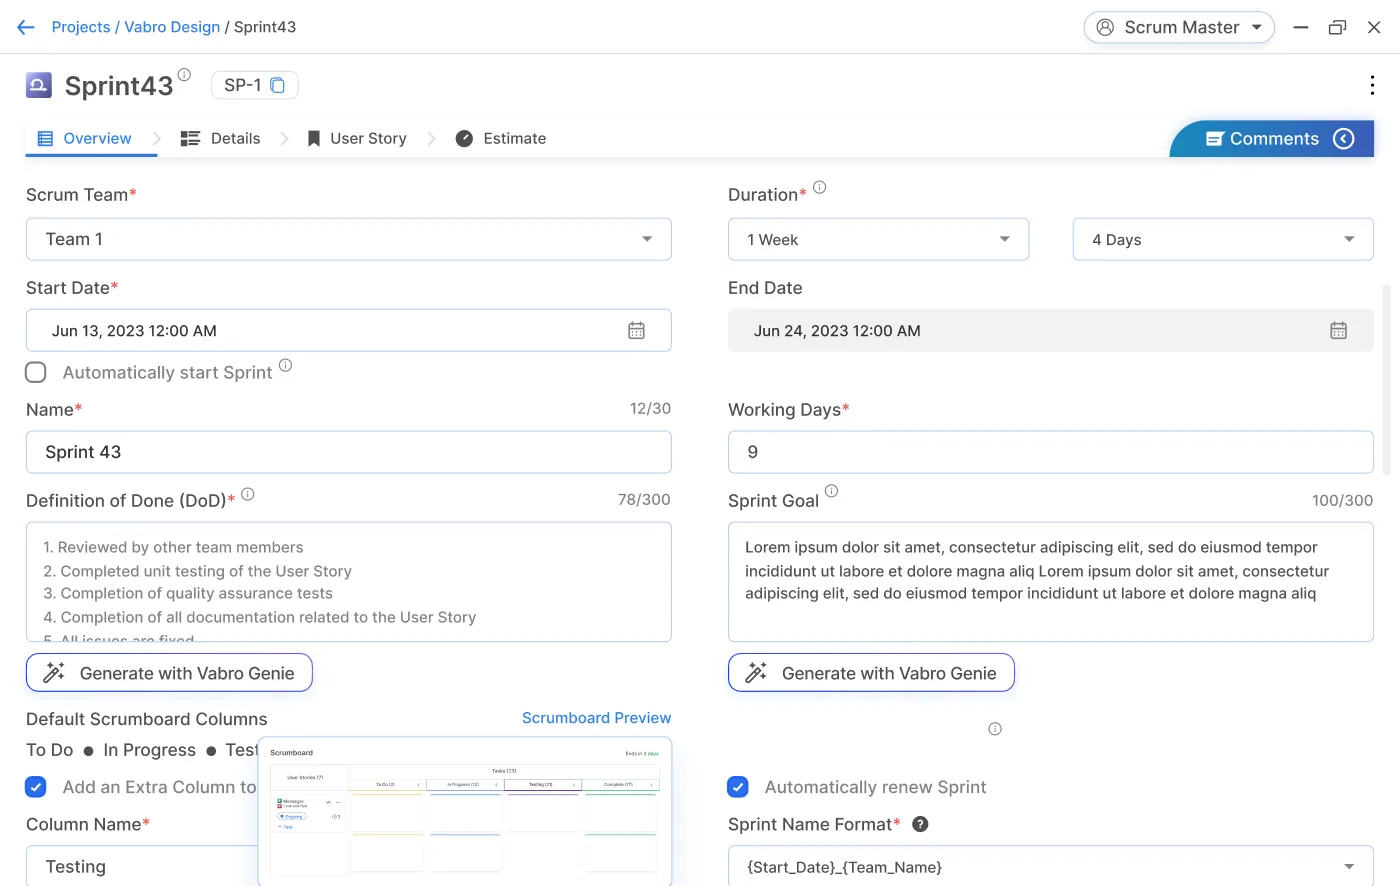 Projects / Vabro Design / Sprint43
Scrum Master
Sprint43
SP-1
Overview
Details
User Story
Estimate
Comments
Scrum Team*
Team 1
Duration*
1 Week
4 Days
Start Date*
Jun 13, 2023 12:00 AM
End Date
Jun 24, 2023 12:00 AM
Automatically start Sprint
Name*
12/30
Sprint 43
Working Days*
9
Definition of Done (DoD)*
78/300
1. Reviewed by other team members
2. Completed unit testing of the User Story
3. Completion of quality assurance tests
4. Completion of all documentation related to the User Story
5. All issues are fixed
Sprint Goal
100/300
Lorem ipsum dolor sit amet, consectetur adipiscing elit, sed do eiusmod tempor
incididunt ut labore et dolore magna aliq Lorem ipsum dolor sit amet, consectetur
adipiscing elit, sed do eiusmod tempor incididunt ut labore et dolore magna aliq
Generate with Vabro Genie
Generate with Vabro Genie
Default Scrumboard Columns
Scrumboard Preview
To Do ● In Progress ● Test
Add an Extra Column to
Column Name*
Testing
Scrumboard
Ends in 3 days
User Stories (7)
Tasks (23)
To Do (2)
In Progress (12)
Testing (21)
Complete (17)
Messages
Ongoing
+ Task
Automatically renew Sprint
Sprint Name Format* ?
{Start_Date}_{Team_Name}